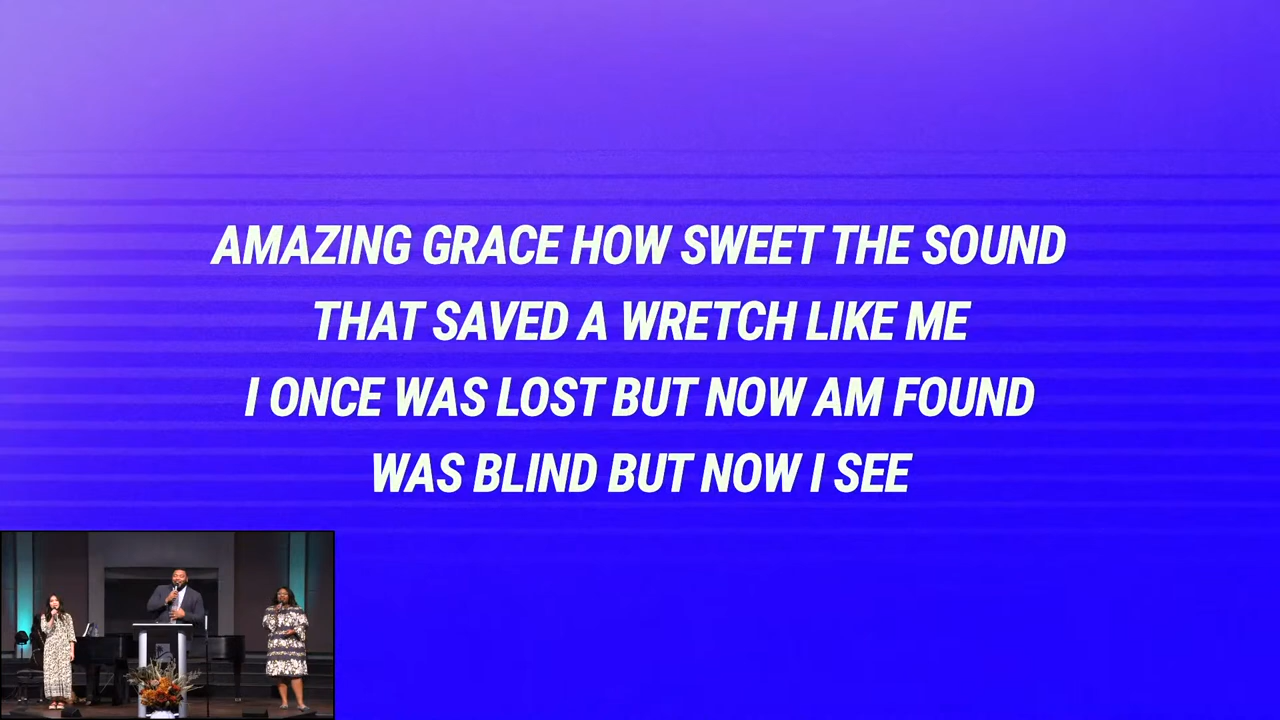 AMAZING GRACE HOW SWEET THE SOUND
THAT SAVED A WRETCH LIKE ME
I ONCE WAS LOST BUT NOW AM FOUND
WAS BLIND BUT NOW I SEE